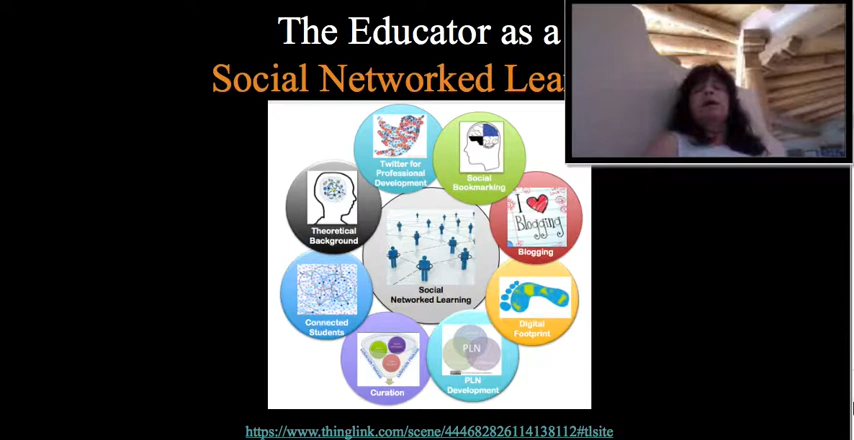 The Educator as a
Social Networked Lea
Twitter for
Professional
Development
Social
Bookmarking
I
Blogging
Blogging
Theoretical
Background
Social
Networked Learning
Connected
Students
Digital
Footprint
PLN
Curation
PLN
Development
https://www.thinglink.com/scene/444682826114138112#tlsite